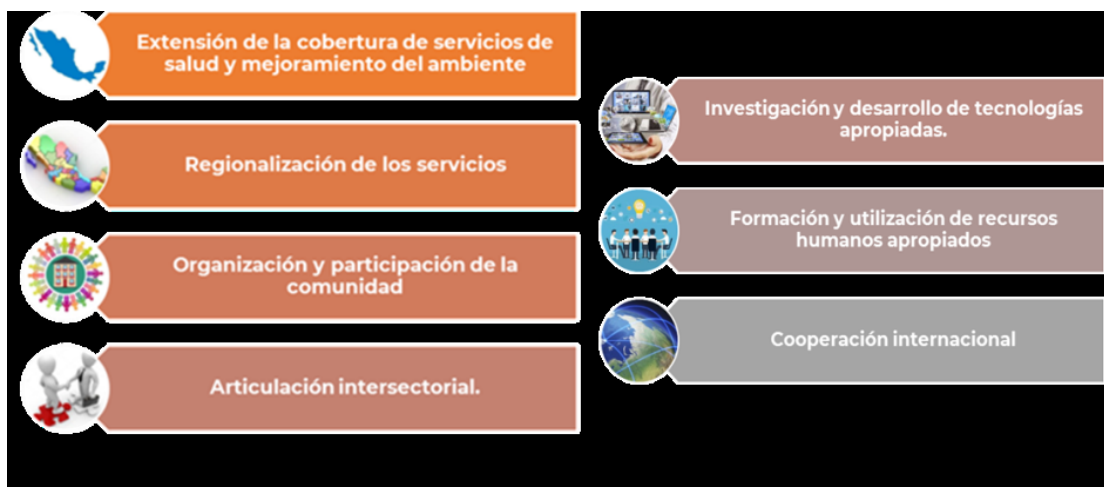 Extensión de la cobertura de servicios de
salud y mejoramiento del ambiente
Regionalización de los servicios
Organización y participación de la
comunidad
Articulación intersectorial.
Investigación y desarrollo de tecnologías
apropiadas.
Formación y utilización de recursos
humanos apropiados
Cooperación internacional